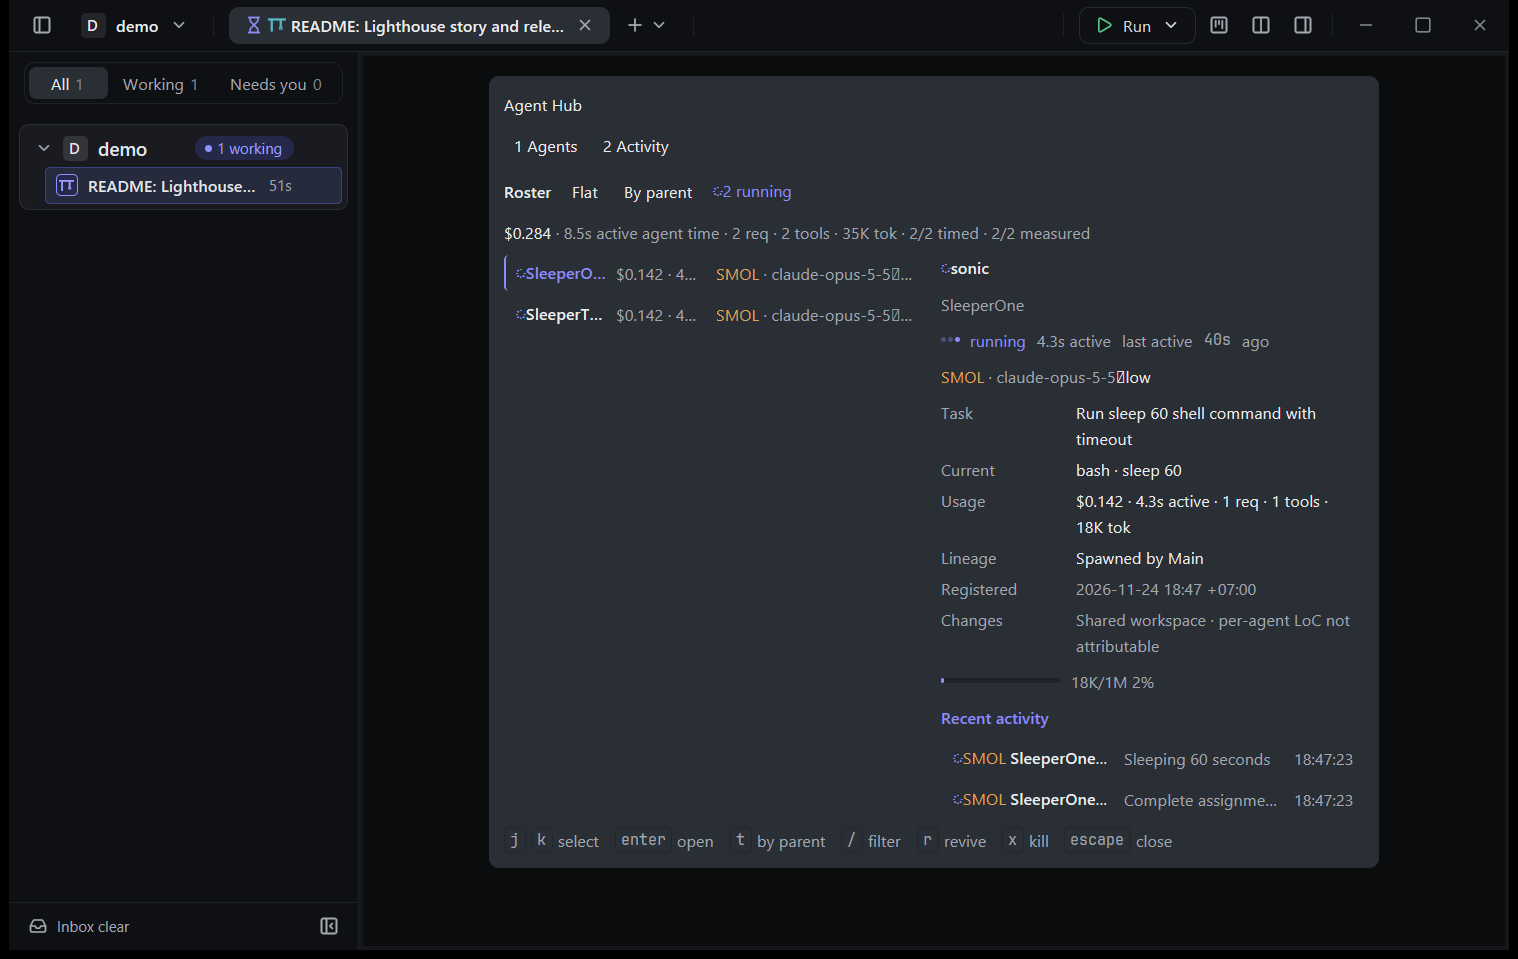 D demo
README: Lighthouse story and rele...
Run
All 1
Working 1
Needs you 0
D demo
1 working
README: Lighthouse...
51s
Inbox clear
Agent Hub
1 Agents
2 Activity
Roster
Flat
By parent
2 running
$0.284 · 8.5s active agent time · 2 req · 2 tools · 35K tok · 2/2 timed · 2/2 measured
SleeperO... $0.142 · 4... SMOL · claude-opus-5-5▯...
SleeperT... $0.142 · 4... SMOL · claude-opus-5-5▯...
sonic
SleeperOne
running 4.3s active last active 40s ago
SMOL · claude-opus-5-5▯low
Task
Run sleep 60 shell command with
timeout
Current
bash · sleep 60
Usage
$0.142 · 4.3s active · 1 req · 1 tools ·
18K tok
Lineage
Spawned by Main
Registered
2026-11-24 18:47 +07:00
Changes
Shared workspace · per-agent LoC not
attributable
18K/1M 2%
Recent activity
SMOL SleeperOne... Sleeping 60 seconds 18:47:23
SMOL SleeperOne... Complete assignme... 18:47:23
j k select enter open t by parent / filter r revive x kill escape close